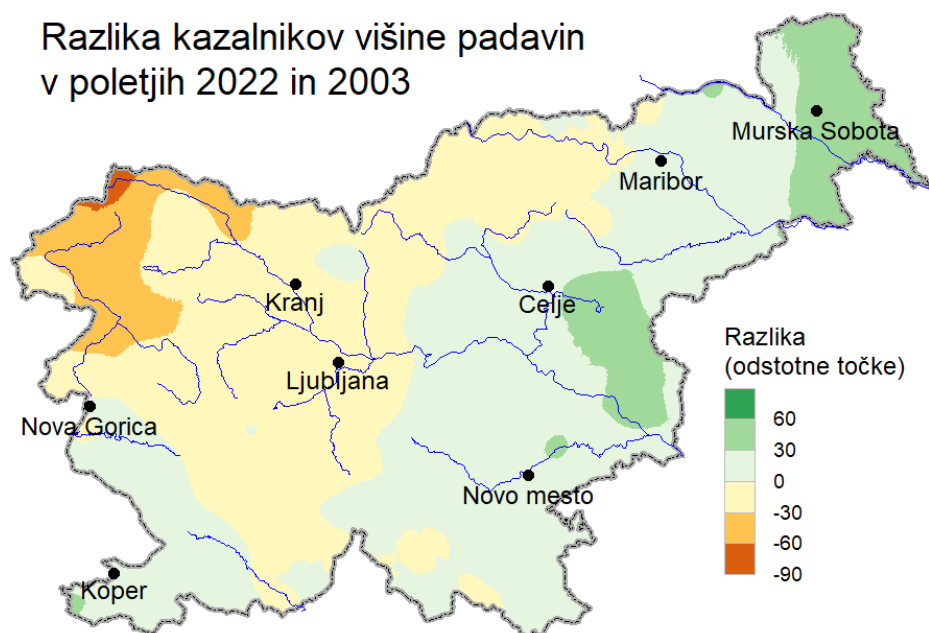 Razlika kazalnikov višine padavin
v poletjih 2022 in 2003
Murska Sobota
Maribor
Kranj
Celje
Ljubljana
Nova Gorica
Novo mesto
Koper
Razlika
(odstotne točke)
60
30
0
-30
-60
-90